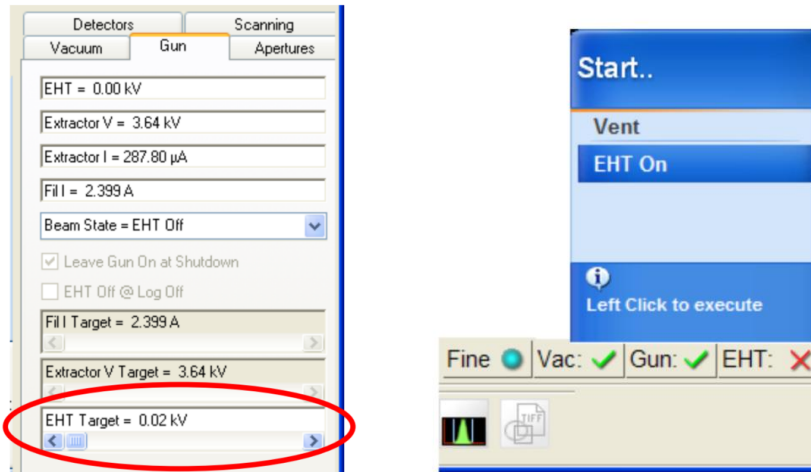 Detectors Scanning
Vacuum Gun Apertures
EHT = 0.00 kV
Extractor V = 3.64 kV
Extractor I = 287.80 µA
Fil I = 2.399 A
Beam State = EHT Off
Leave Gun On at Shutdown
EHT Off @ Log Off
Fil I Target = 2.399 A
Extractor V Target = 3.64 kV
EHT Target = 0.02 kV
Start..
Vent
EHT On
Left Click to execute
Fine Vac: Gun: EHT:
TIFF